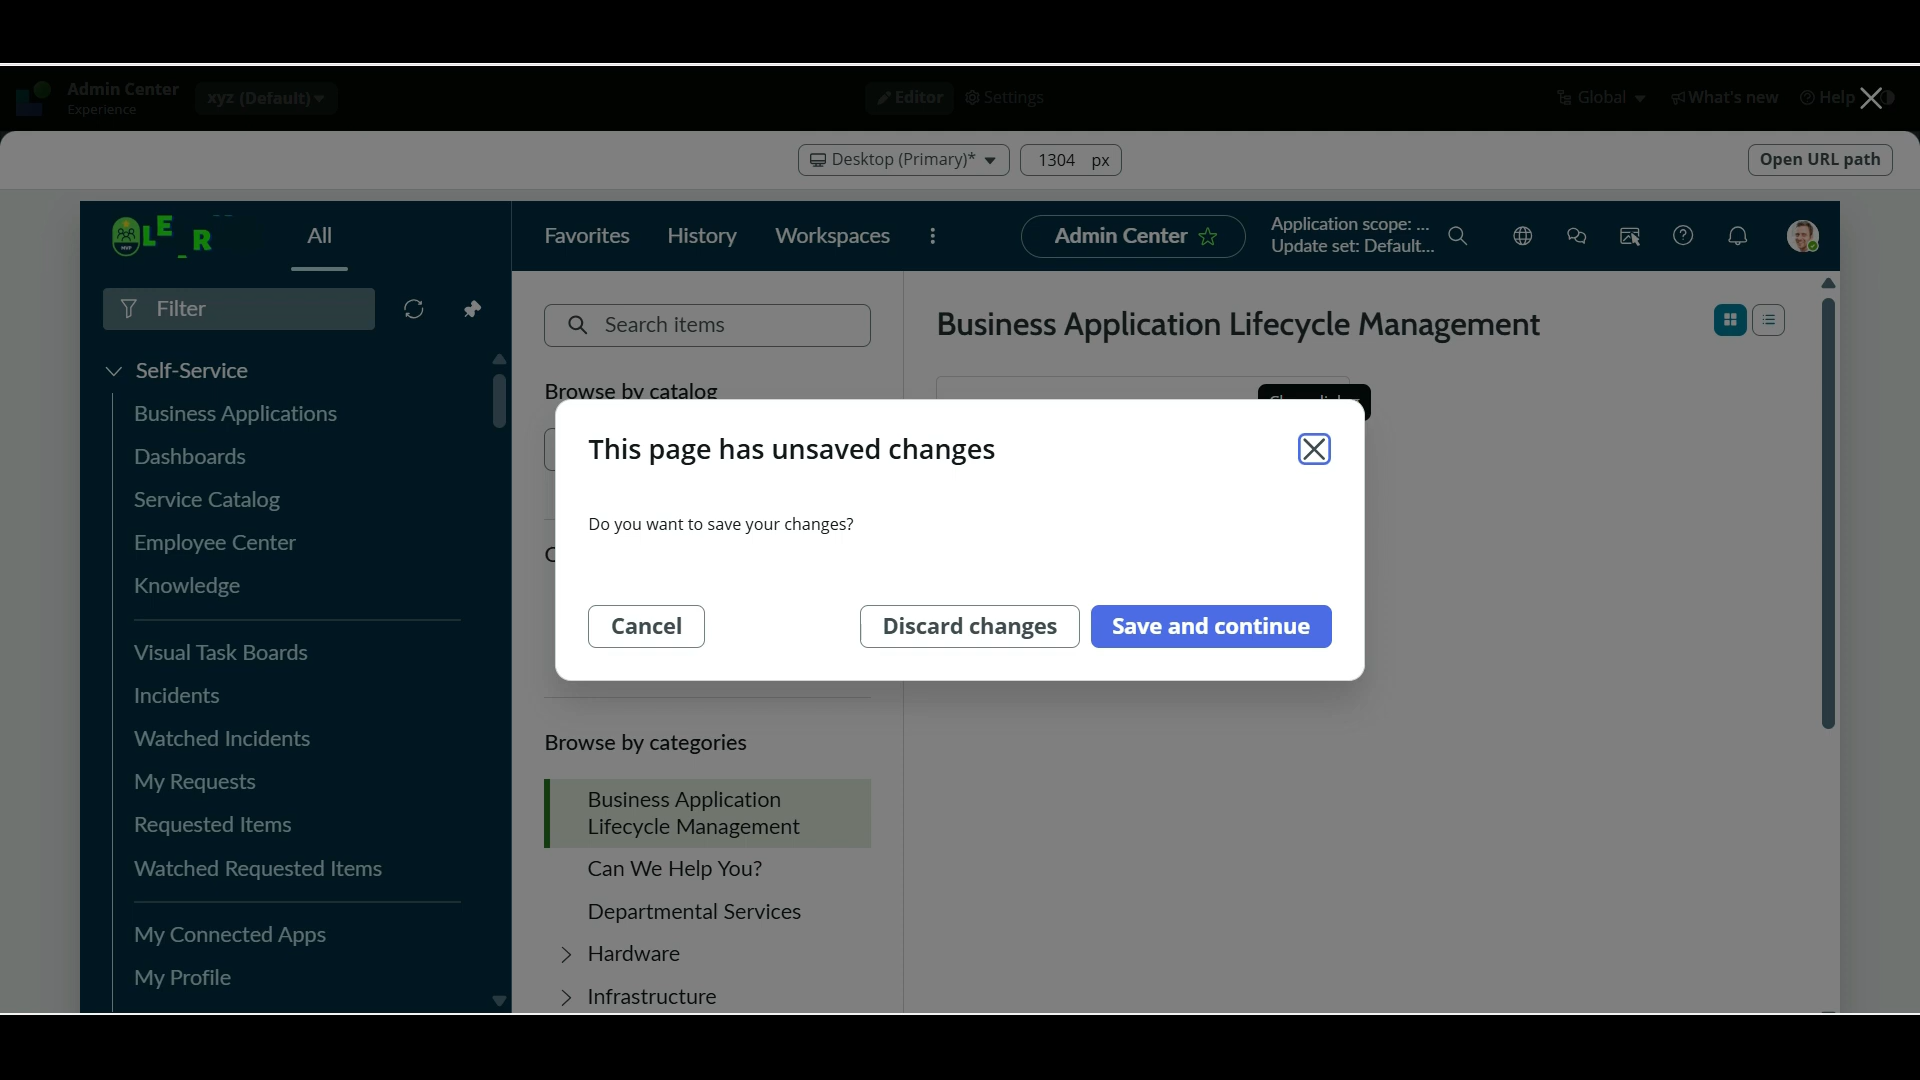 Admin Center
Experience
xyz (Default)
Editor
Settings
Global
What's new
Help
Desktop (Primary)*
1304 px
Open URL path
All
Favorites
History
Workspaces
Admin Center
Application scope: ...
Update set: Default...
Filter
Self-Service
Business Applications
Dashboards
Service Catalog
Employee Center
Knowledge
Visual Task Boards
Incidents
Watched Incidents
My Requests
Requested Items
Watched Requested Items
My Connected Apps
My Profile
Search items
Browse by catalog
Business Application Lifecycle Management
This page has unsaved changes
Do you want to save your changes?
Cancel
Discard changes
Save and continue
Browse by categories
Business Application
Lifecycle Management
Can We Help You?
Departmental Services
Hardware
Infrastructure